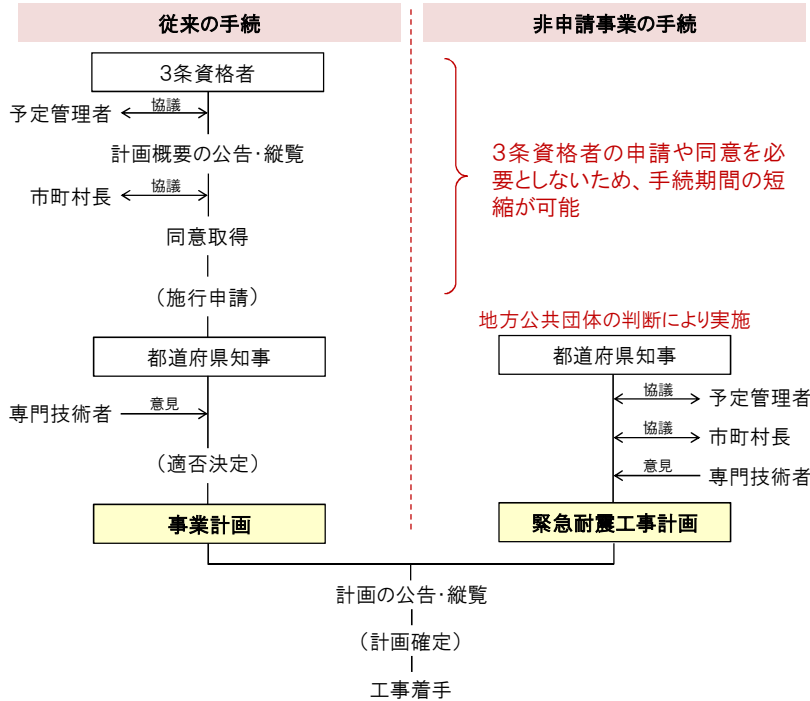 従来の手続
3条資格者
協議
予定管理者
計画概要の公告・縦覧
協議
市町村長
同意取得
（施行申請）
都道府県知事
意見
専門技術者
（適否決定）
事業計画
非申請事業の手続
3条資格者の申請や同意を必
要としないため、手続期間の短
縮が可能
地方公共団体の判断により実施
都道府県知事
協議
予定管理者
協議
市町村長
意見
専門技術者
緊急耐震工事計画
計画の公告・縦覧
（計画確定）
工事着手